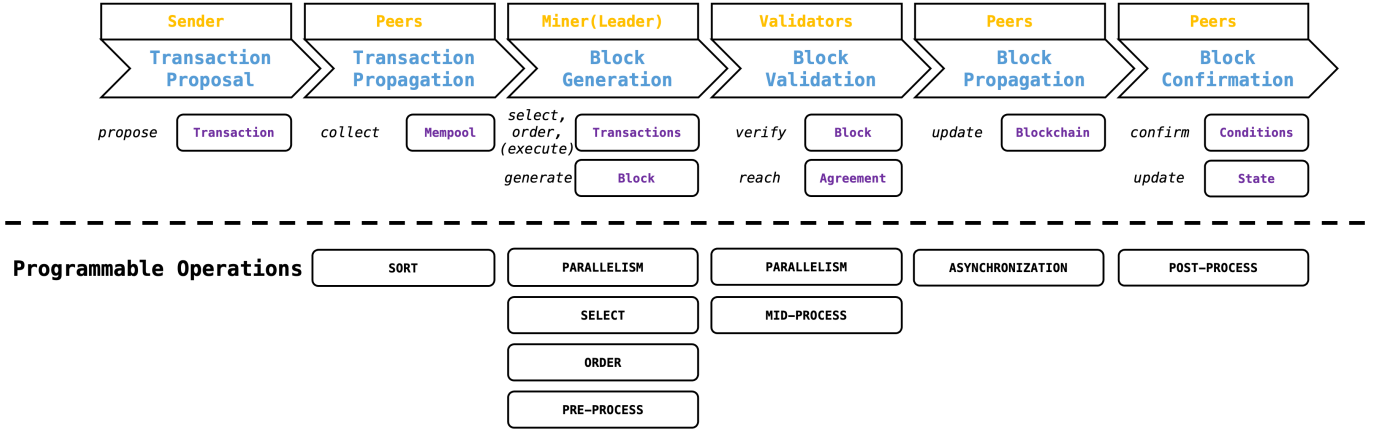 Sender
Peers
Miner(Leader)
Validators
Peers
Peers
Transaction
Proposal
Transaction
Propagation
Block
Generation
Block
Validation
Block
Propagation
Block
Confirmation
propose
Transaction
collect
Mempool
select,
order,
(execute)
Transactions
generate
Block
verify
Block
reach
Agreement
update
Blockchain
confirm
Conditions
update
State
Programmable Operations
SORT
PARALLELISM
PARALLELISM
ASYNCHRONIZATION
POST-PROCESS
SELECT
MID-PROCESS
ORDER
PRE-PROCESS